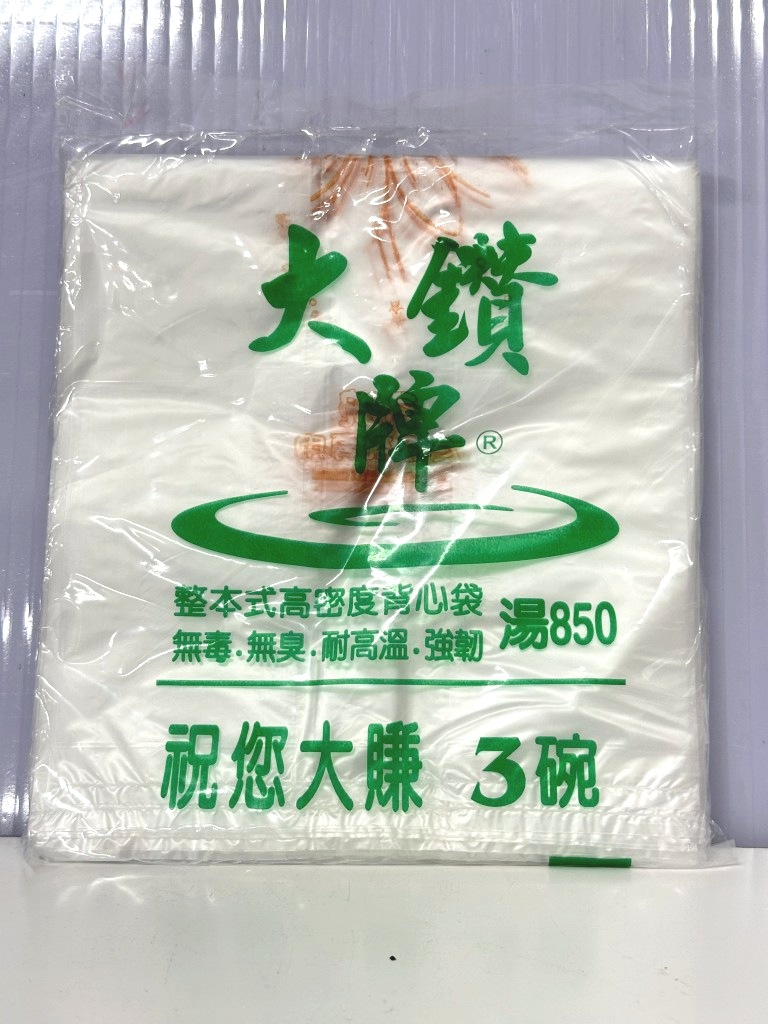 大鑽
牌®
整本式高密度背心袋
無毒.無臭.耐高溫.強韌 湯850
祝您大賺 3碗